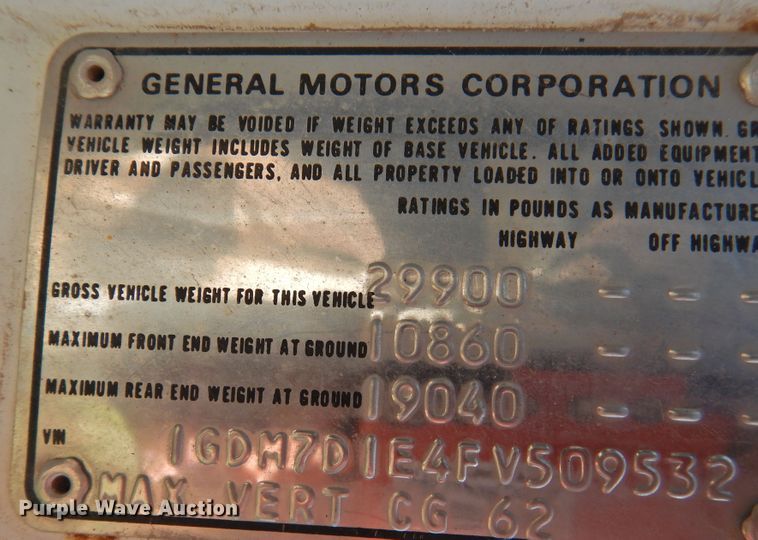 GENERAL MOTORS CORPORATION
WARRANTY MAY BE VOIDED IF WEIGHT EXCEEDS ANY OF RATINGS SHOWN. GR
VEHICLE WEIGHT INCLUDES WEIGHT OF BASE VEHICLE. ALL ADDED EQUIPMENT
DRIVER AND PASSENGERS, AND ALL PROPERTY LOADED INTO OR ONTO VEHICL
RATINGS IN POUNDS AS MANUFACTURE
HIGHWAY OFF HIGHWA
GROSS VEHICLE WEIGHT FOR THIS VEHICLE 29900 - - -
MAXIMUM FRONT END WEIGHT AT GROUND 10860 - - -
MAXIMUM REAR END WEIGHT AT GROUND 19040 - - -
VIN 1GDM7D1E4FV509532
MAX VERT CG 62
Purple Wave Auction